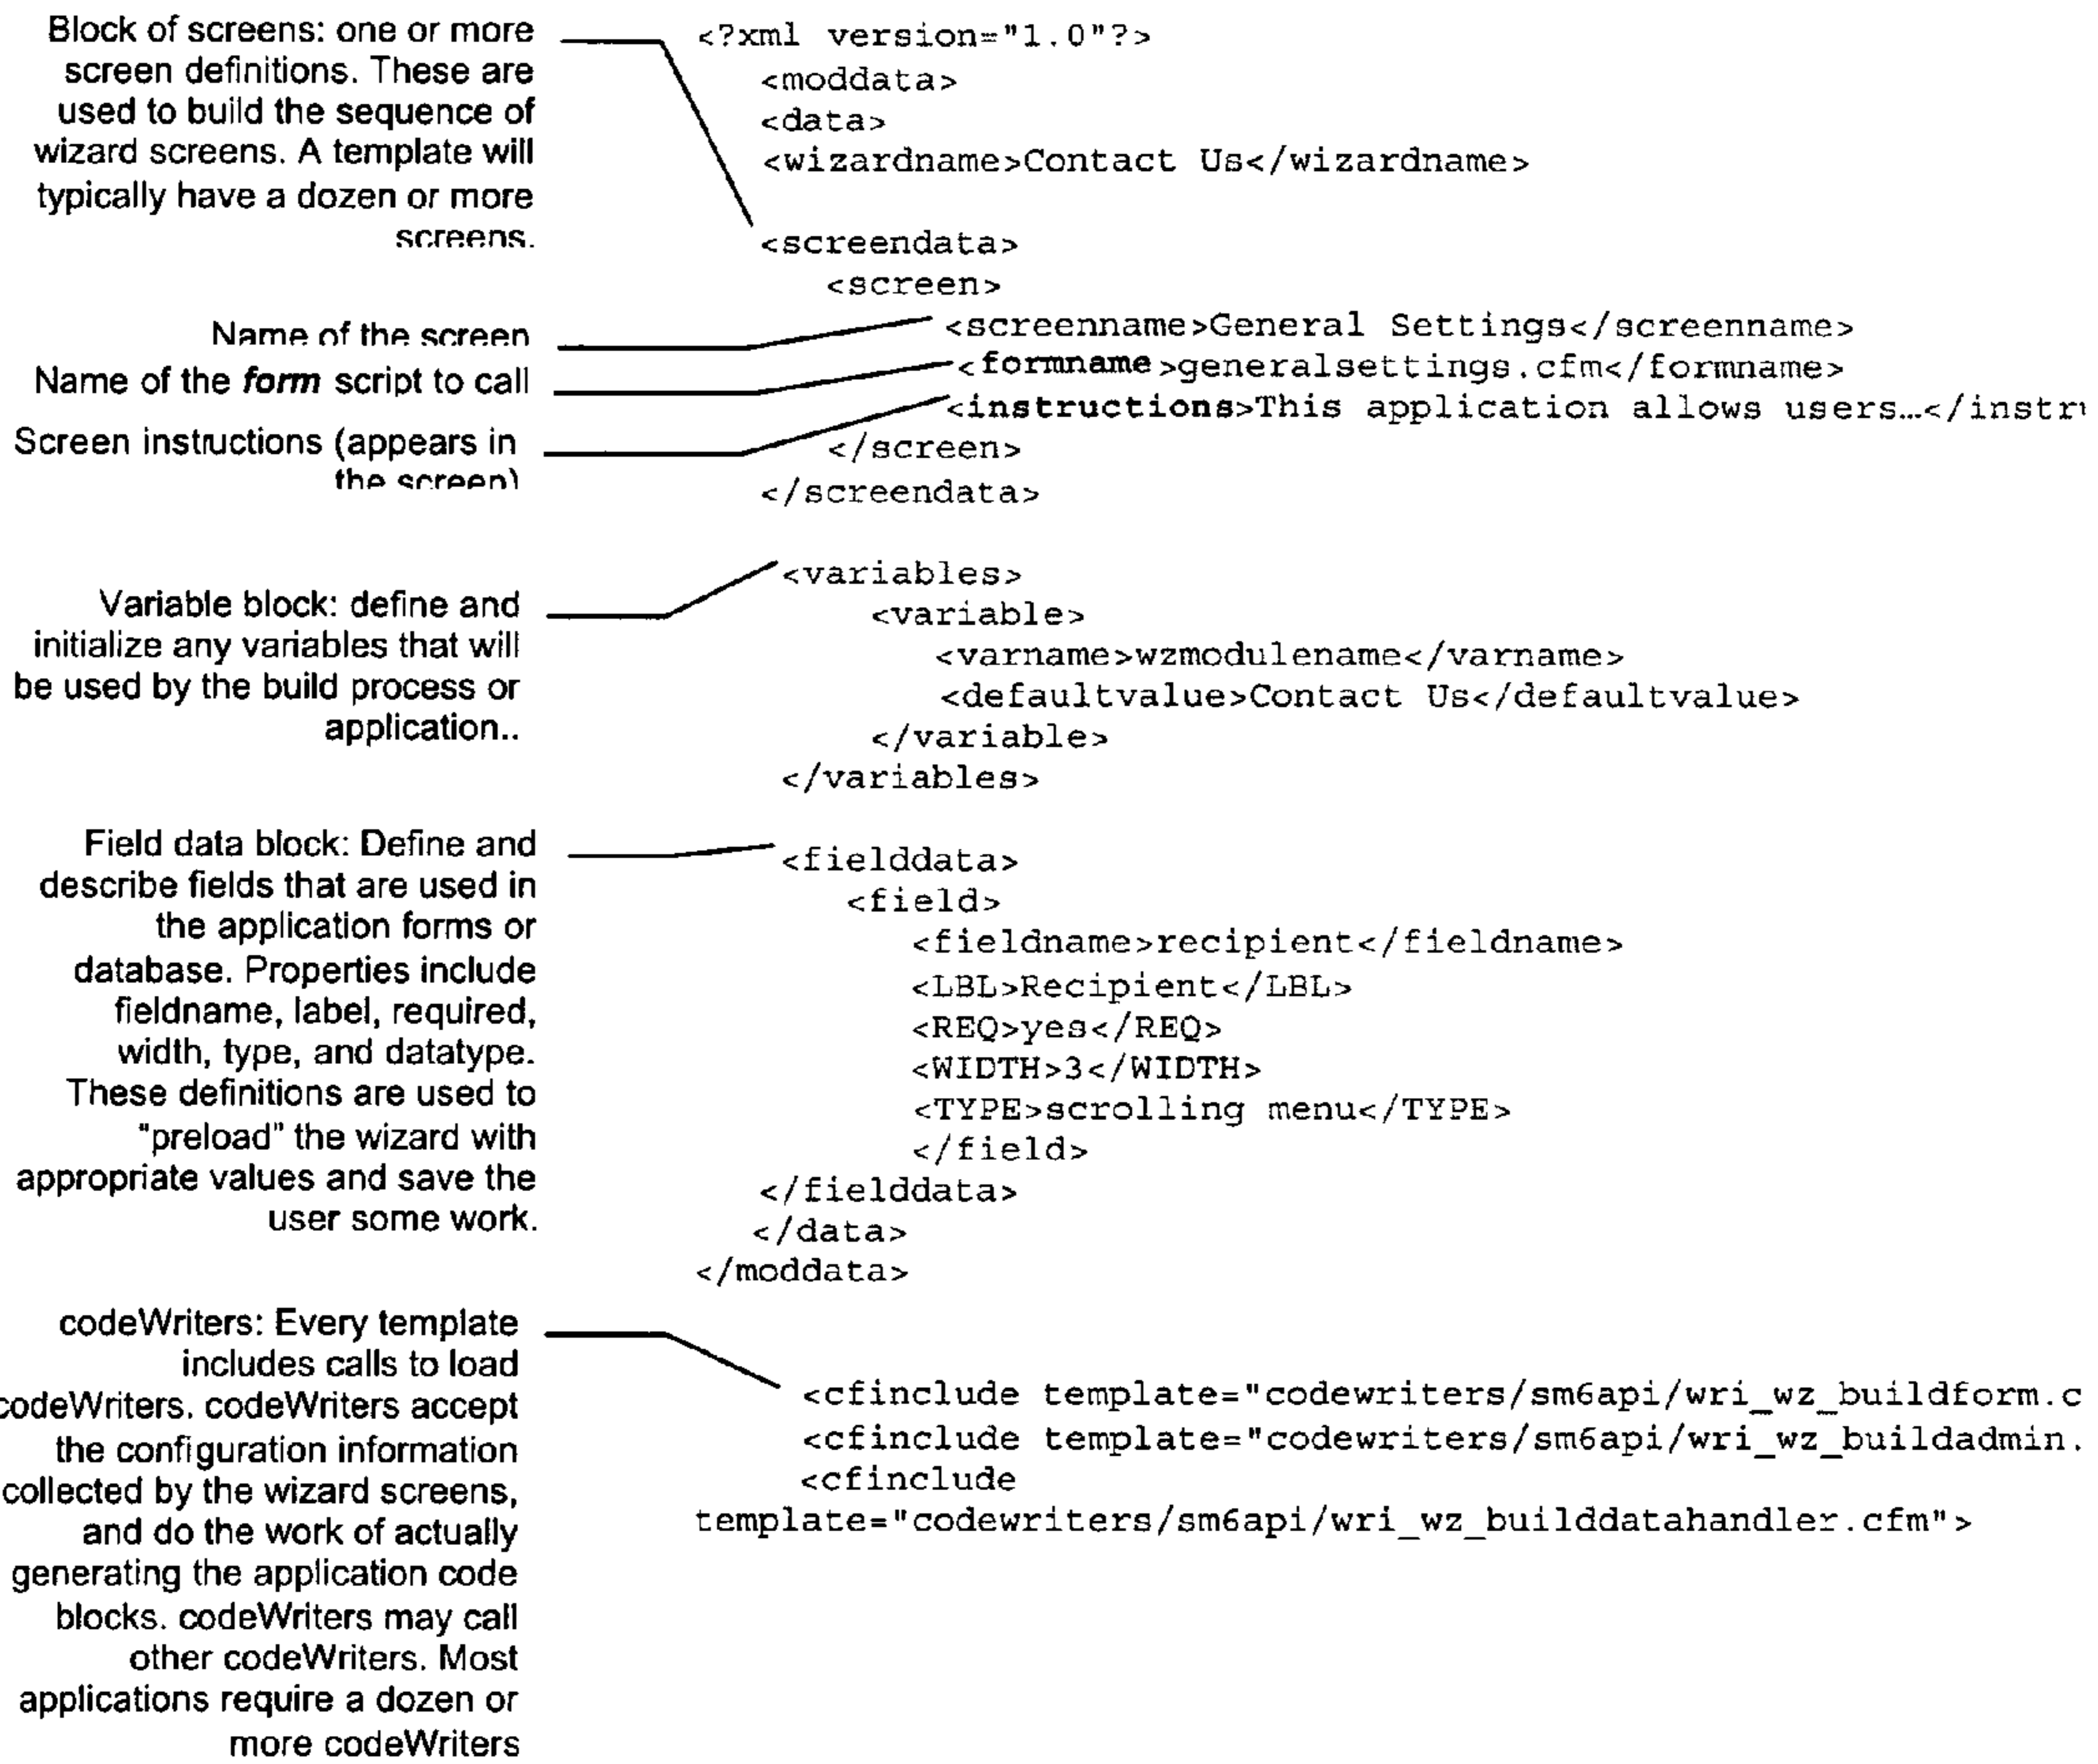 Block of screens: one or more
screen definitions. These are
used to build the sequence of
wizard screens. A template will
typically have a dozen or more
screens.
Name of the screen
Name of the form script to call
Screen instructions (appears in
the screen)
Variable block: define and
initialize any variables that will
be used by the build process or
application..
Field data block: Define and
describe fields that are used in
the application forms or
database. Properties include
fieldname, label, required,
width, type, and datatype.
These definitions are used to
"preload" the wizard with
appropriate values and save the
user some work.
codeWriters: Every template
includes calls to load
codeWriters. codeWriters accept
the configuration information
collected by the wizard screens,
and do the work of actually
generating the application code
blocks. codeWriters may call
other codeWriters. Most
applications require a dozen or
more codeWriters
<?xml version="1.0"?>
<moddata>
<data>
<wizardname>Contact Us</wizardname>
<screendata>
<screen>
<screenname>General Settings</screenname>
<formname>generalsettings.cfm</formname>
<instructions>This application allows users…</instr
</screen>
</screendata>
<variables>
<variable>
<varname>wzmodulename</varname>
<defaultvalue>Contact Us</defaultvalue>
</variable>
</variables>
<fielddata>
<field>
<fieldname>recipient</fieldname>
<LBL>Recipient</LBL>
<REQ>yes</REQ>
<WIDTH>3</WIDTH>
<TYPE>scrolling menu</TYPE>
</field>
</fielddata>
</data>
</moddata>
<cfinclude template="codewriters/sm6api/wri_wz_buildform.c
<cfinclude template="codewriters/sm6api/wri_wz_buildadmin.
<cfinclude
template="codewriters/sm6api/wri_wz_builddatahandler.cfm">